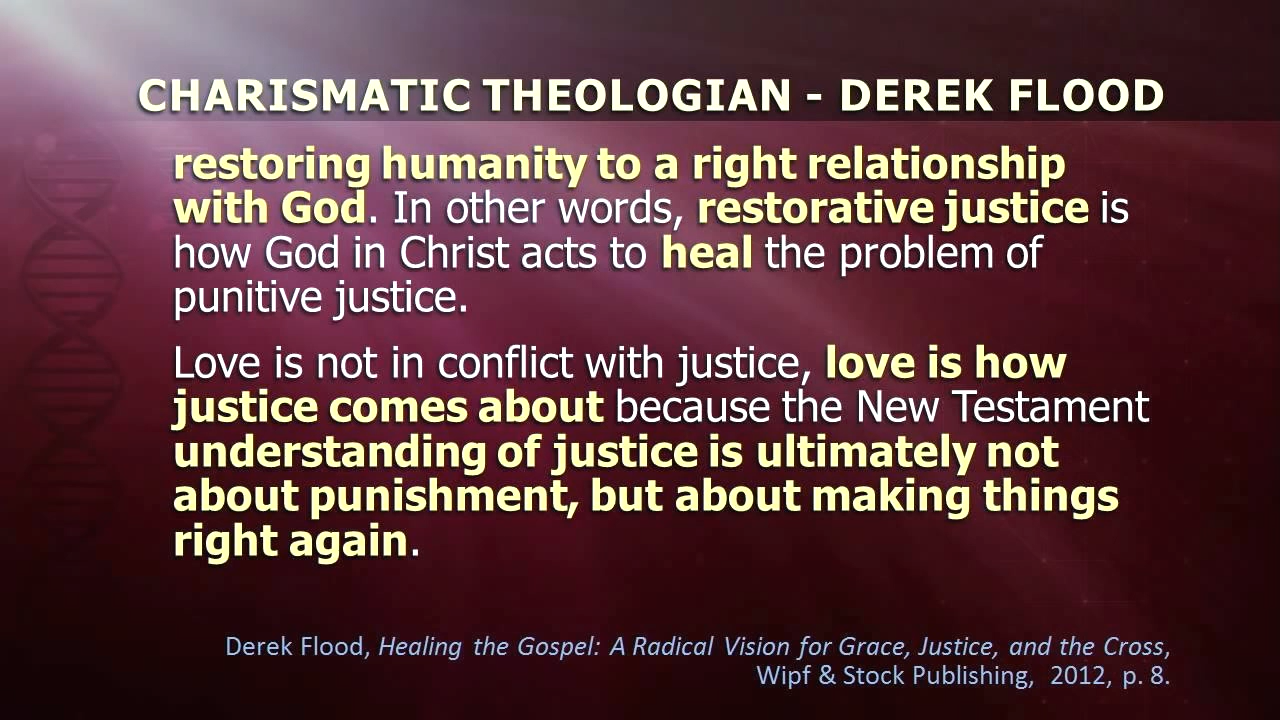 CHARISMATIC THEOLOGIAN - DEREK FLOOD
restoring humanity to a right relationship
with God. In other words, restorative justice is
how God in Christ acts to heal the problem of
punitive justice.
Love is not in conflict with justice, love is how
justice comes about because the New Testament
understanding of justice is ultimately not
about punishment, but about making things
right again.
Derek Flood, Healing the Gospel: A Radical Vision for Grace, Justice, and the Cross,
Wipf & Stock Publishing, 2012, p. 8.